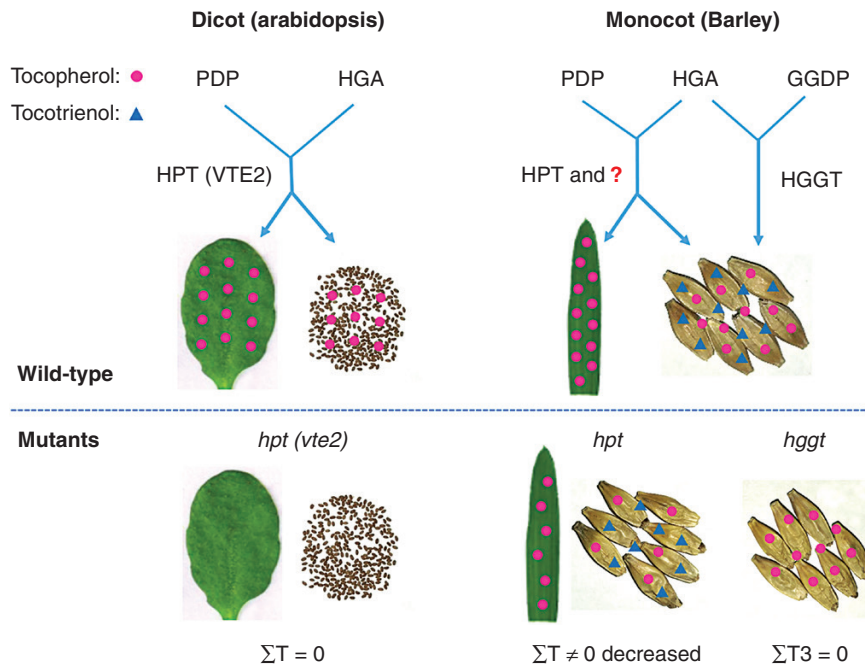 Dicot (arabidopsis)
Monocot (Barley)
Tocopherol:
Tocotrienol:
PDP
HGA
PDP
HGA
GGDP
HPT (VTE2)
HPT and ?
HGGT
Wild-type
Mutants
hpt (vte2)
hpt
hggt
ΣT = 0
ΣT ≠ 0 decreased
ΣT3 = 0